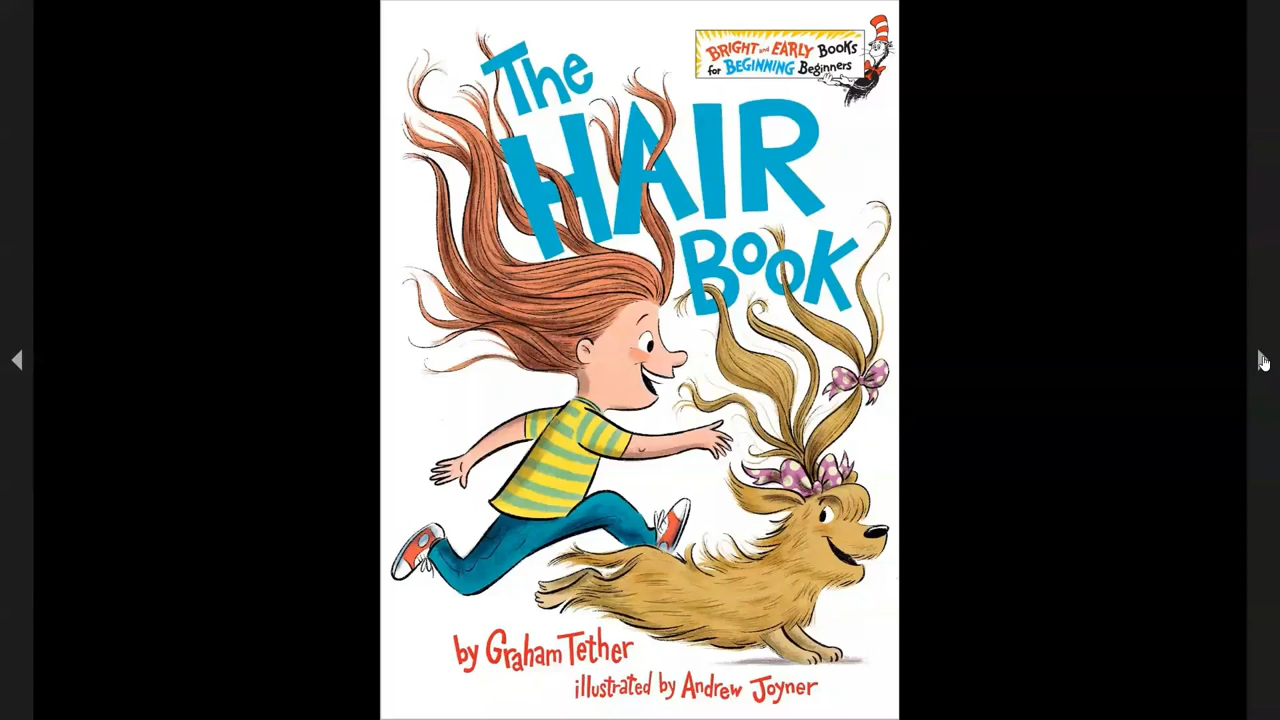 BRIGHT and EARLY BOOKS
for BEGINNING Beginners
The
HAIR
BOOK
by Graham Tether
illustrated by Andrew Joyner